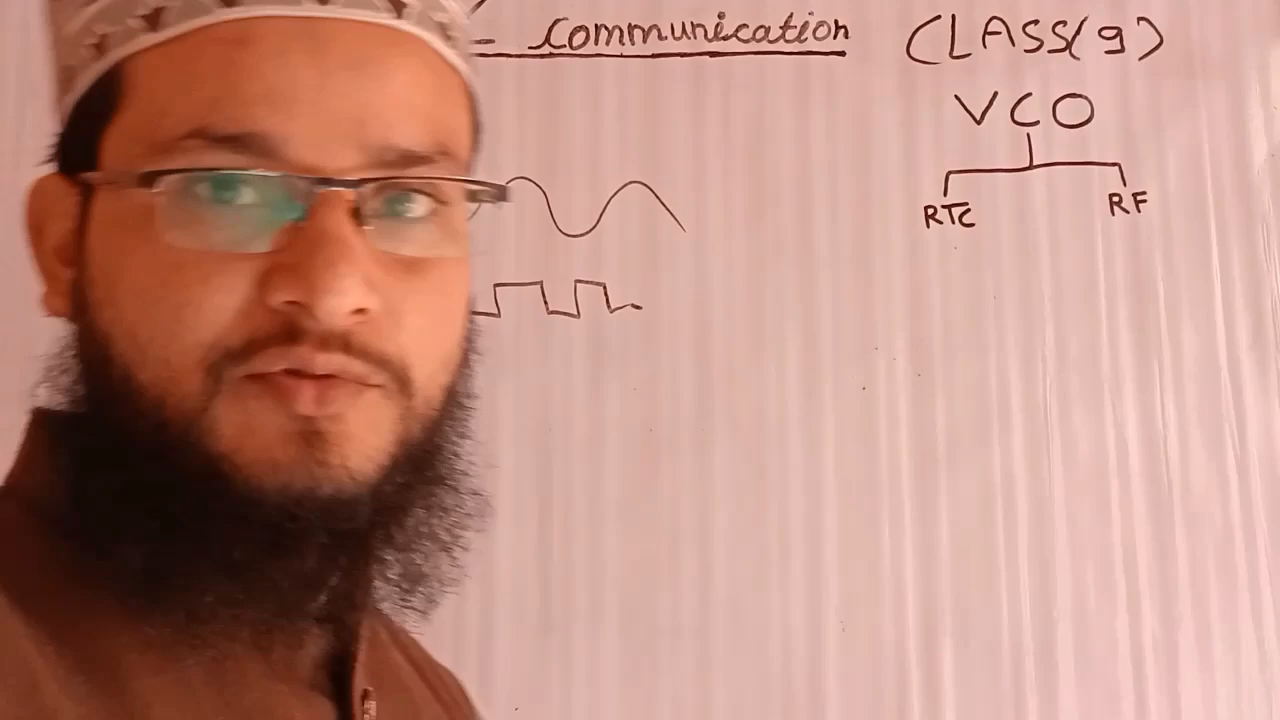 - Communication CLASS(9)
VCO
RTC RF